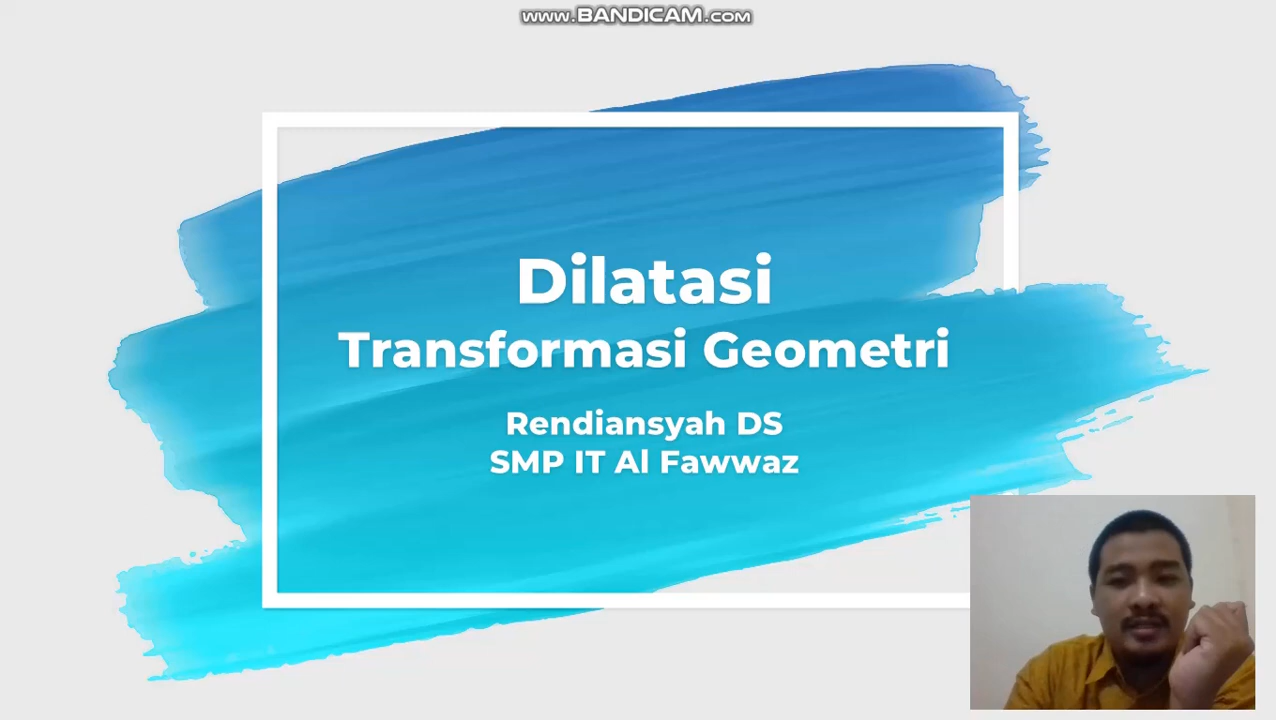 www.BANDICAM.com
Dilatasi
Transformasi Geometri
Rendiansyah DS
SMP IT Al Fawwaz